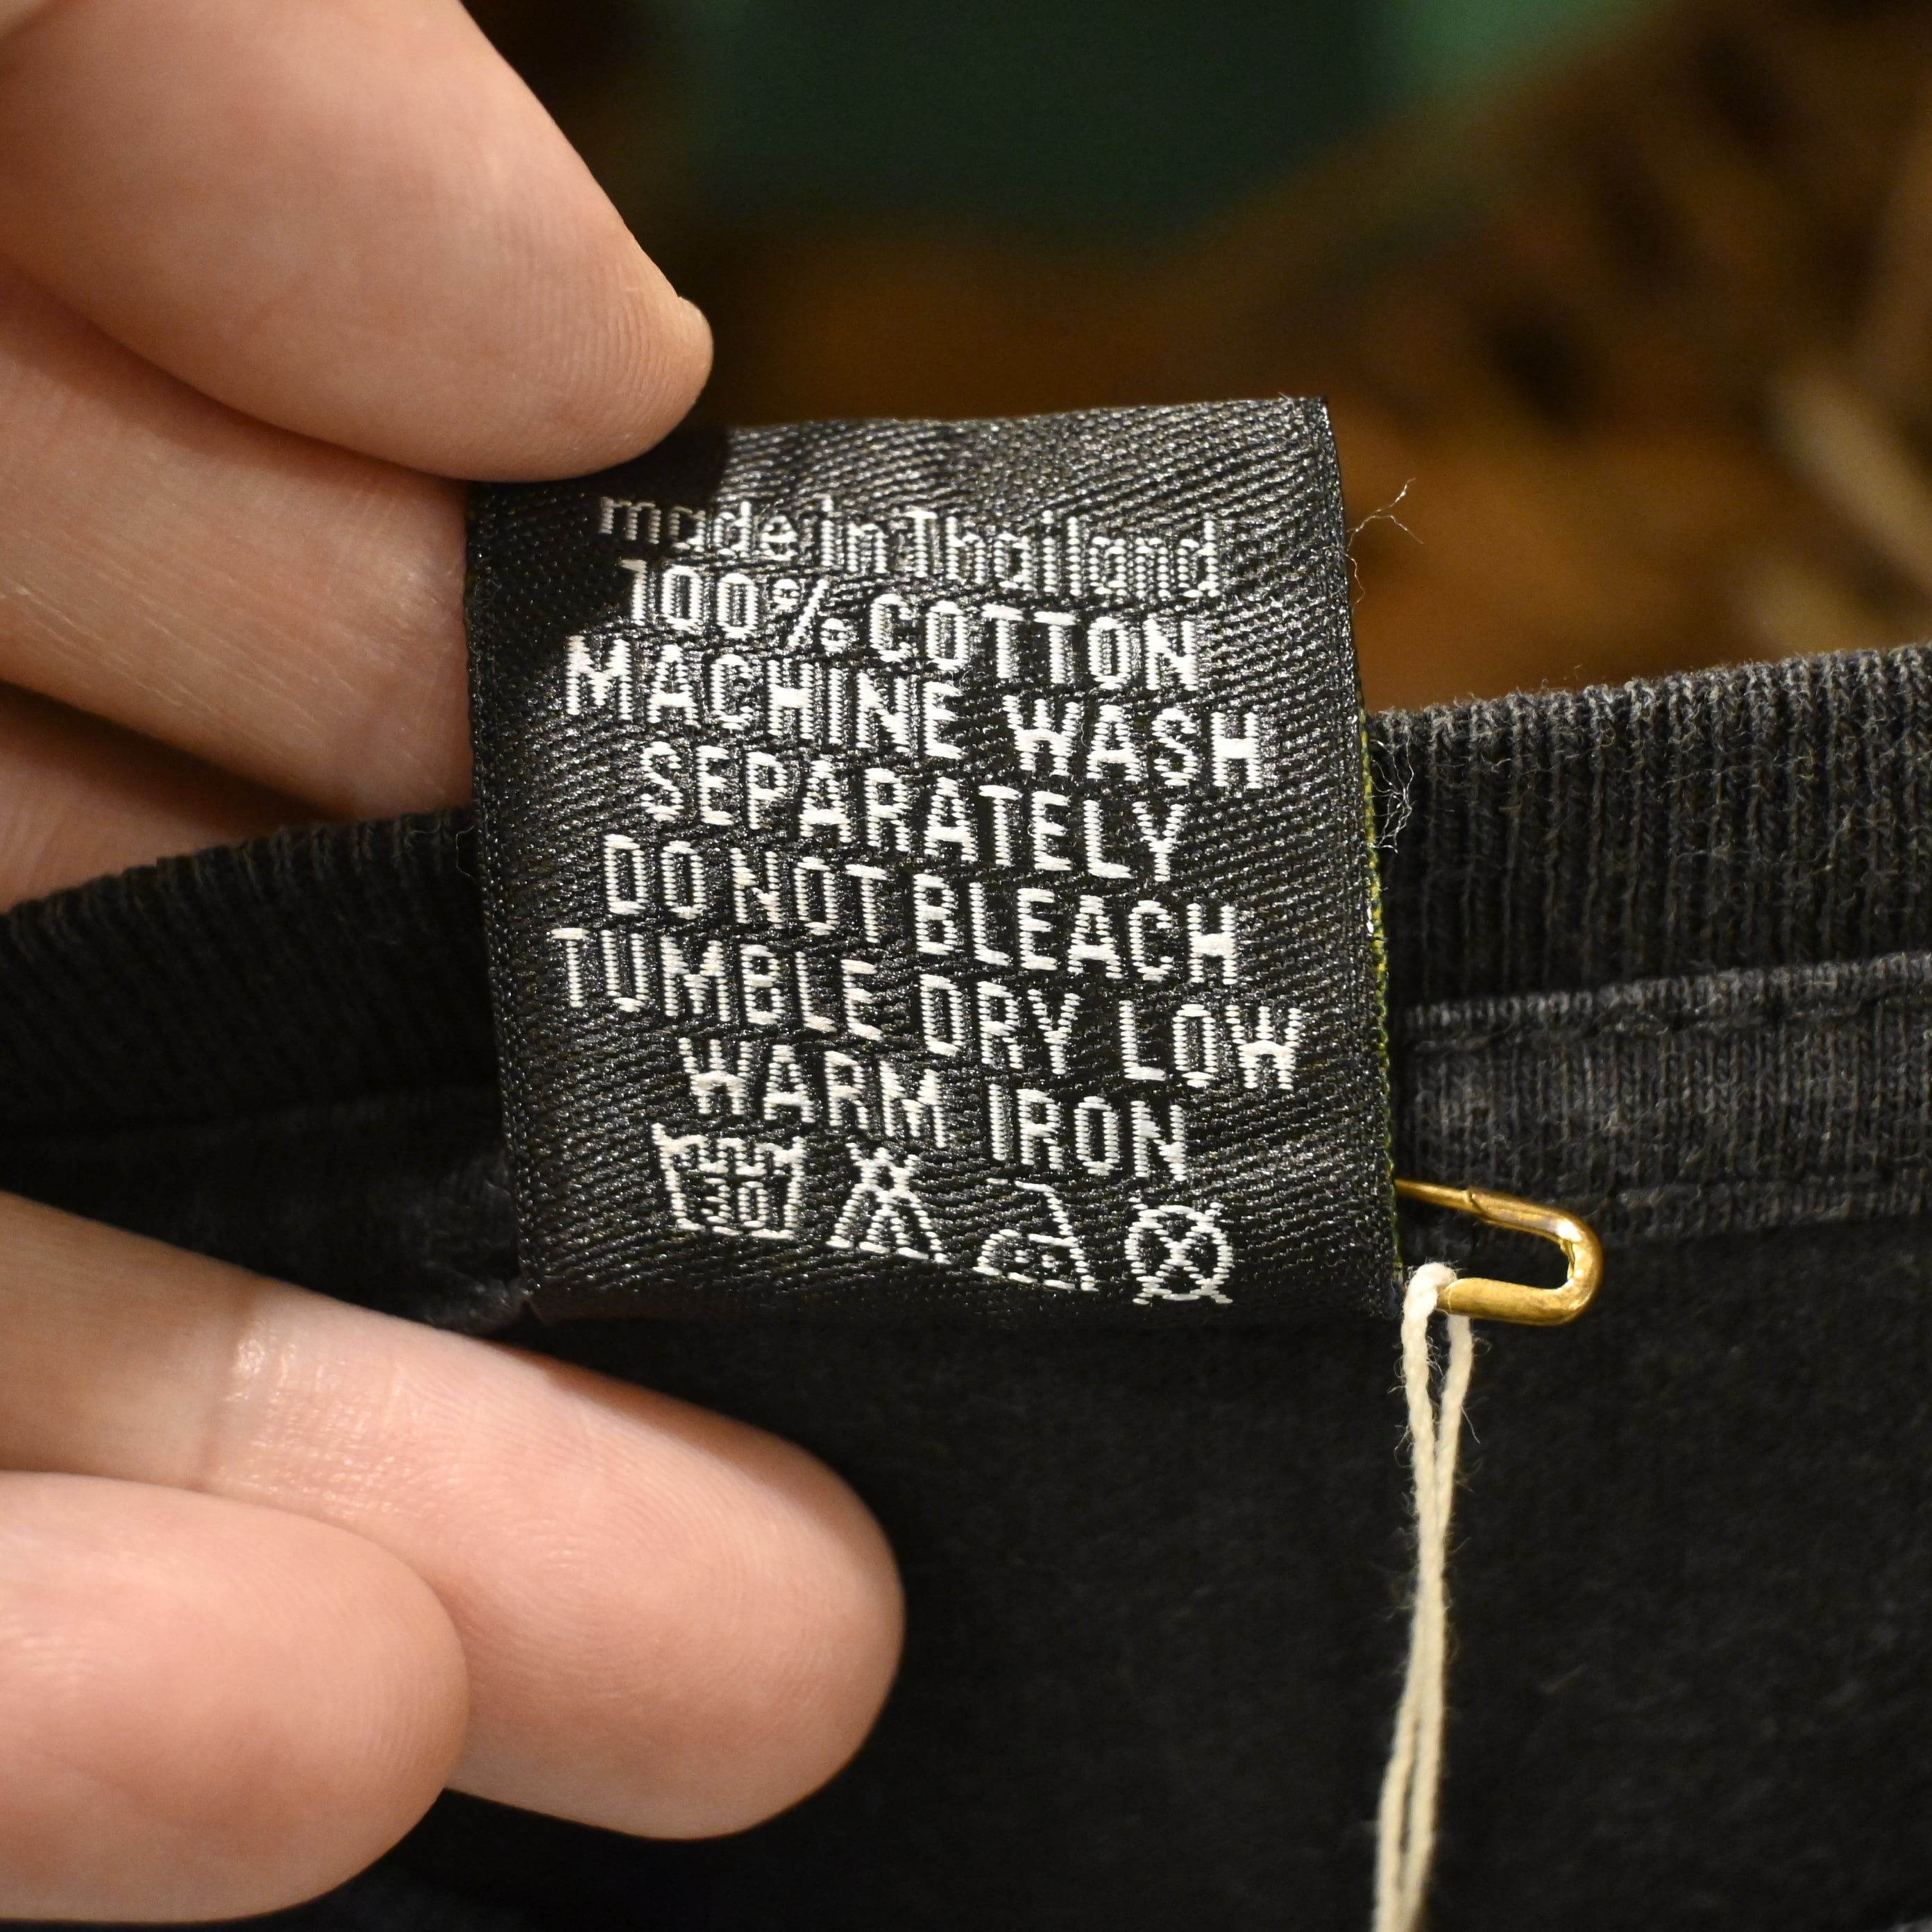 made in Thailand
100% COTTON
MACHINE WASH
SEPARATELY
DO NOT BLEACH
TUMBLE DRY LOW
WARM IRON
30